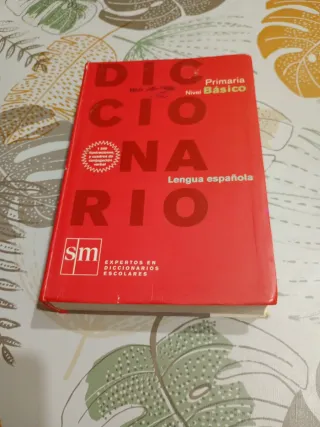 DIC
Primaria
Nivel Básico
CIO
NA
Lengua española
RIO
sm
EXPERTOS EN
DICCIONARIOS
ESCOLARES